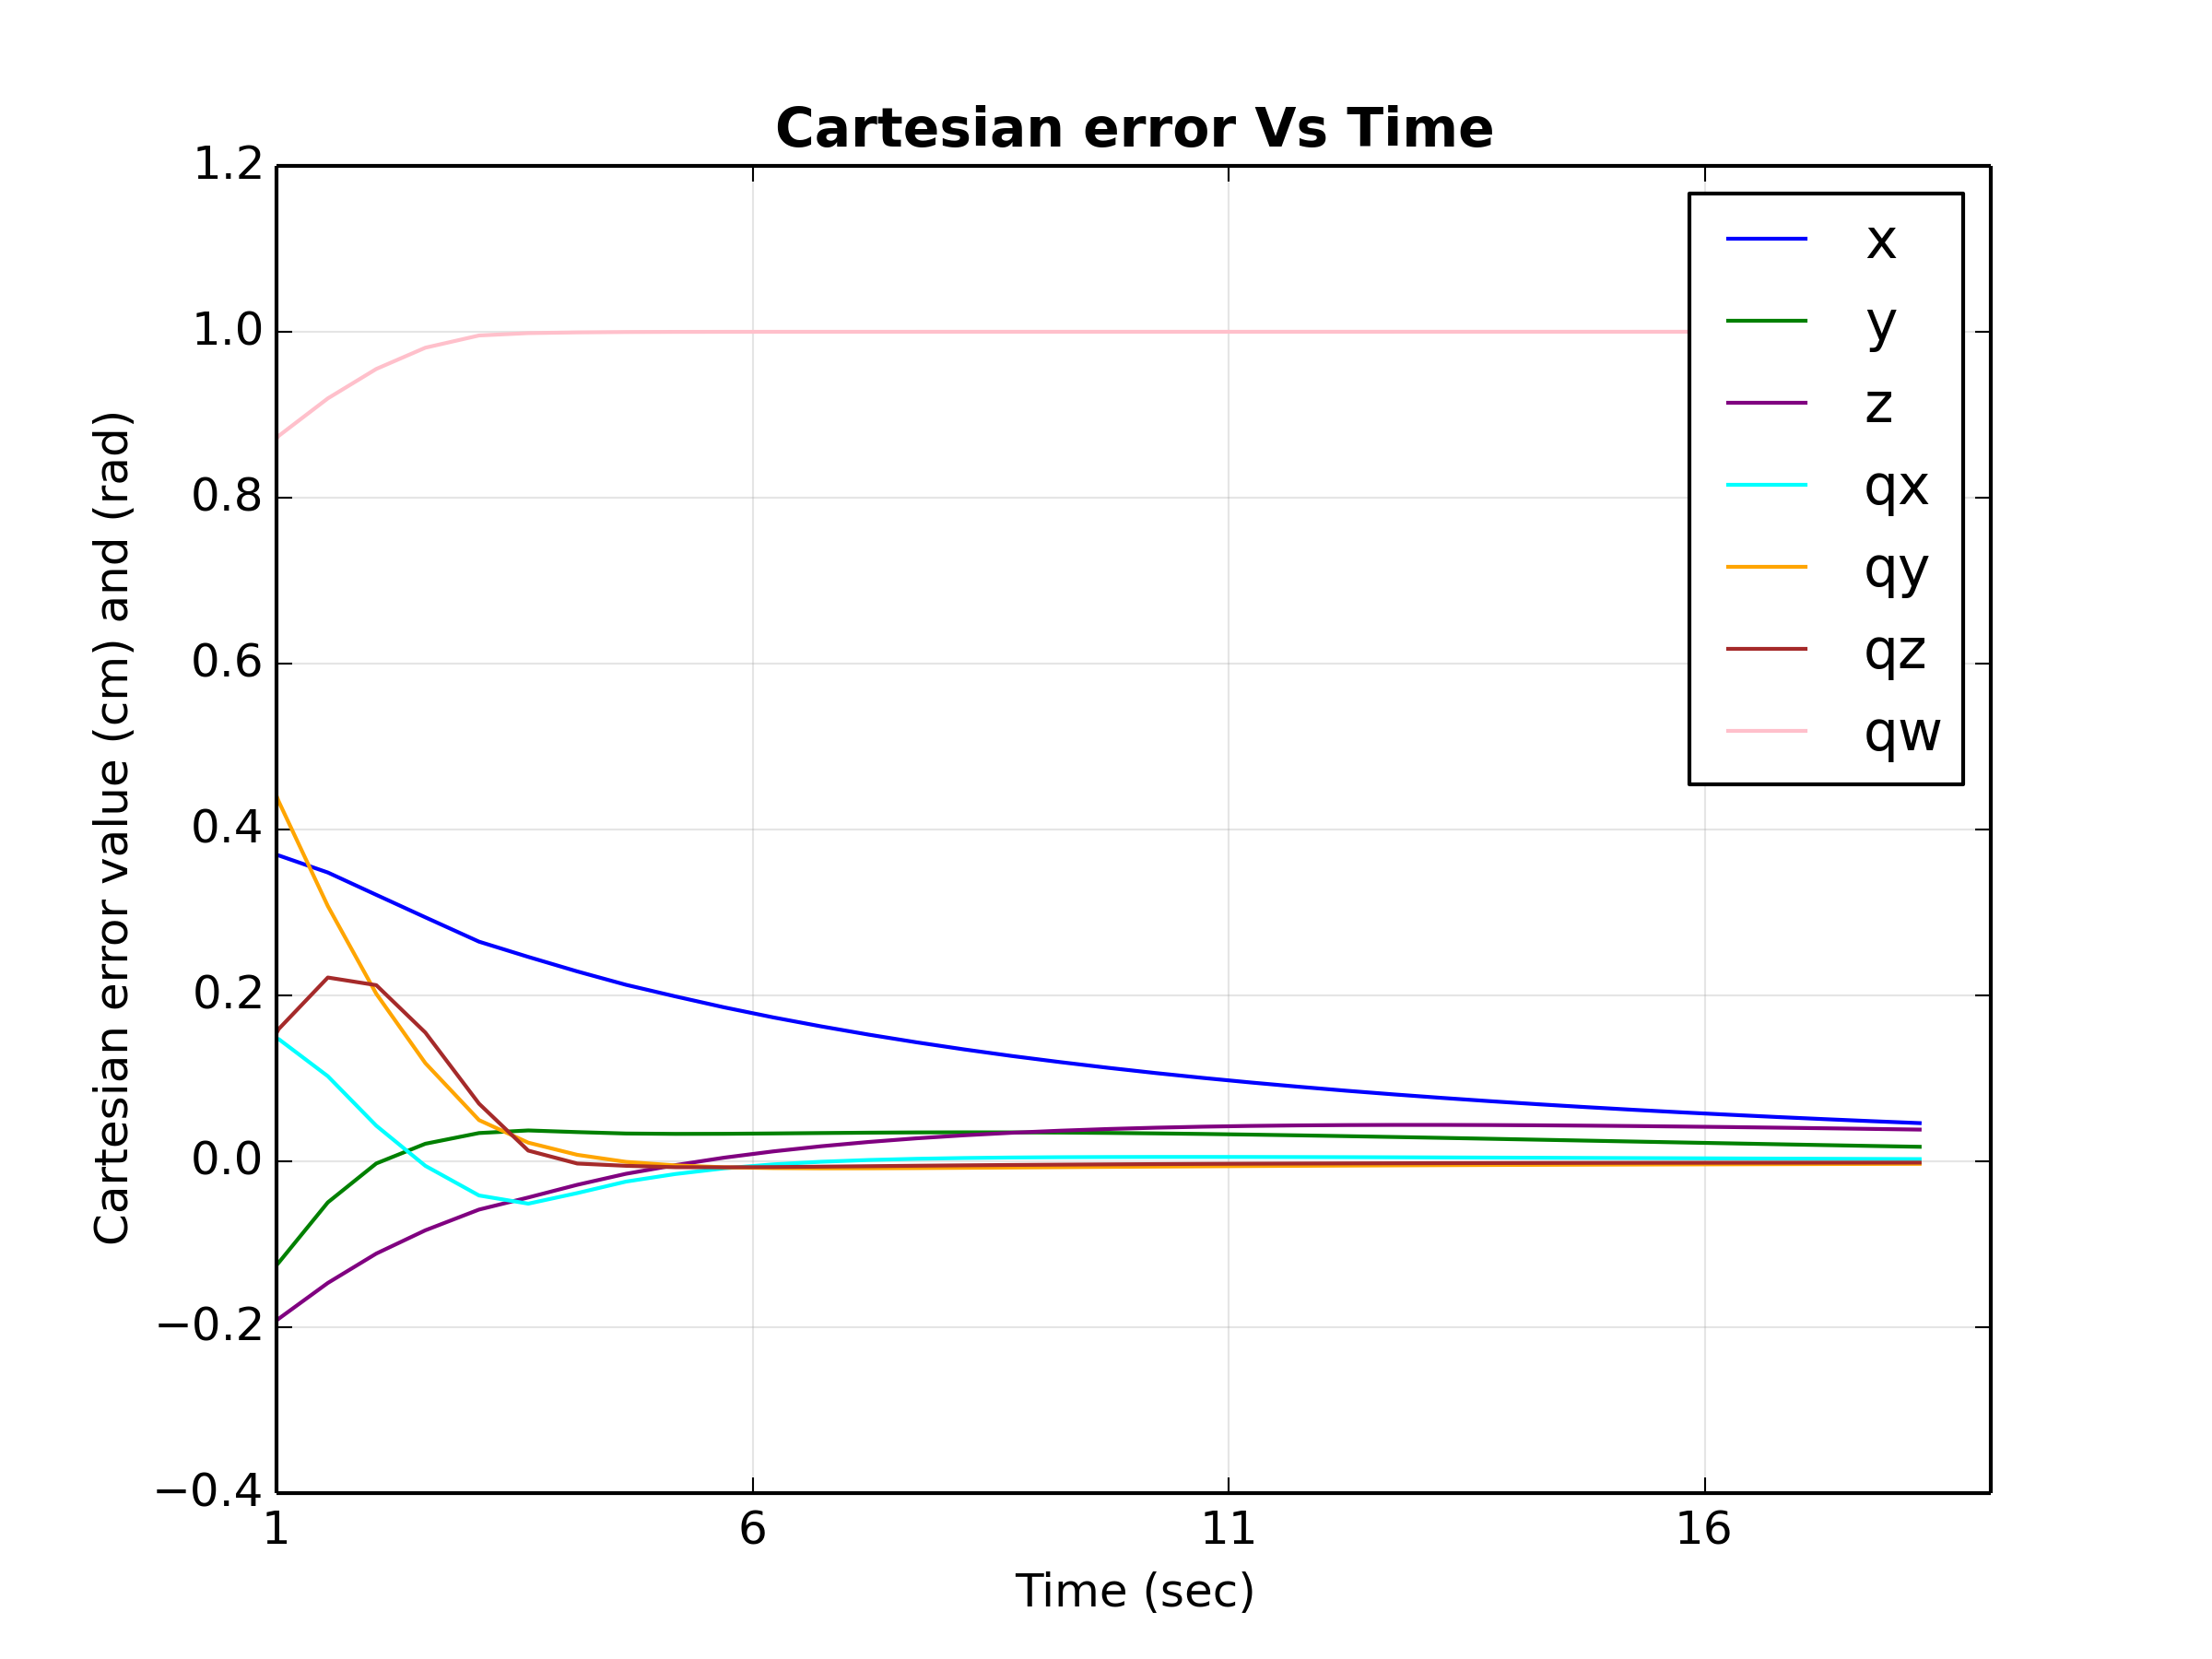 Cartesian error Vs Time
1.2
1.0
0.8
0.6
0.4
0.2
0.0
−0.2
−0.4
Cartesian error value (cm) and (rad)
x
y
z
qx
qy
qz
qw
1 6 11 16
Time (sec)